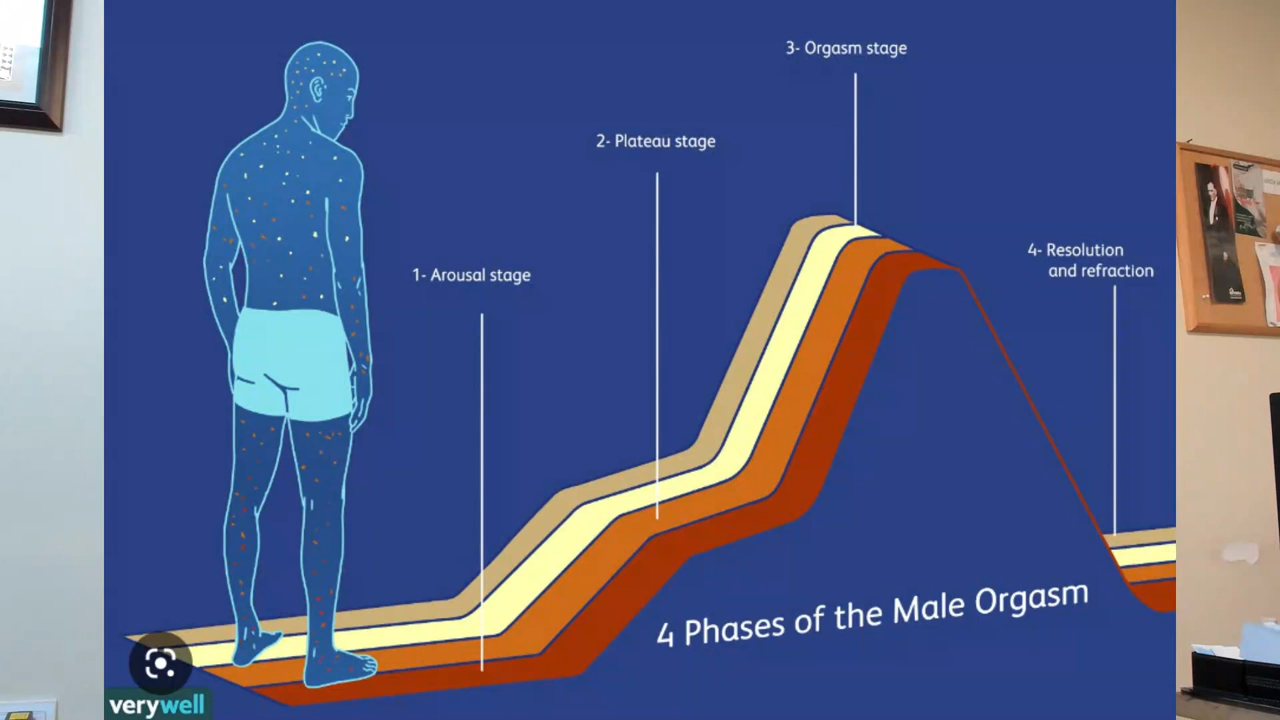 3- Orgasm stage
2- Plateau stage
4- Resolution
and refraction
1- Arousal stage
4 Phases of the Male Orgasm
verywell